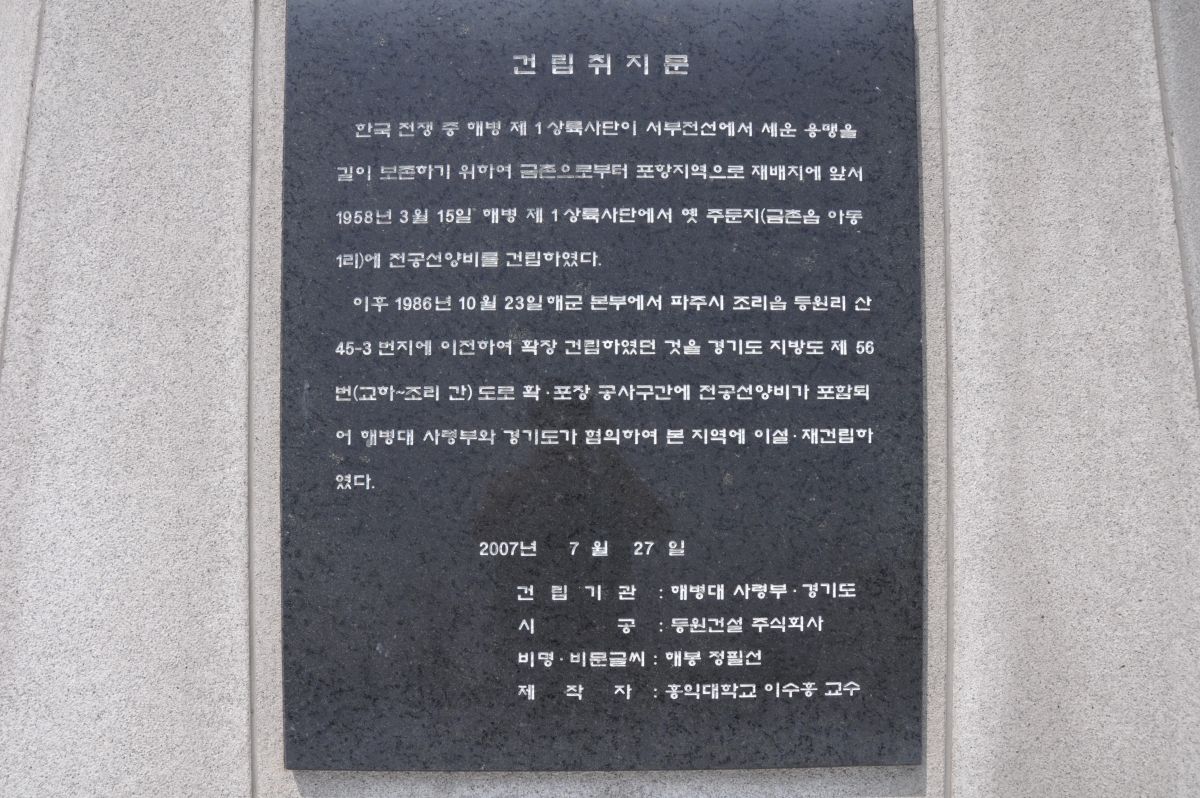 건립취지문
한국 전쟁 중 해병 제 1 상륙사단이 서부전선에서 세운 용맹을
길이 보존하기 위하여 금촌으로부터 포항지역으로 재배지에 앞서
1958년 3월 15일 해병 제 1 상륙사단에서 옛 주둔지(금촌읍 아동
1리)에 전공선양비를 건립하였다.
이후 1986년 10월 23일 해군 본부에서 파주시 조리읍 등원리 산
45-3 번지에 이전하여 확장 건립하였던 것을 경기도 지방도 제 56
번(교하~조리 간) 도로 확·포장 공사구간에 전공선양비가 포함되
어 해병대 사령부와 경기도가 협의하여 본 지역에 이설·재건립하
였다.
2007년 7월 27일
건립기관 : 해병대 사령부·경기도
시공 : 등원건설 주식회사
비명·비문글씨 : 해봉 정필선
제작자 : 홍익대학교 이수홍 교수